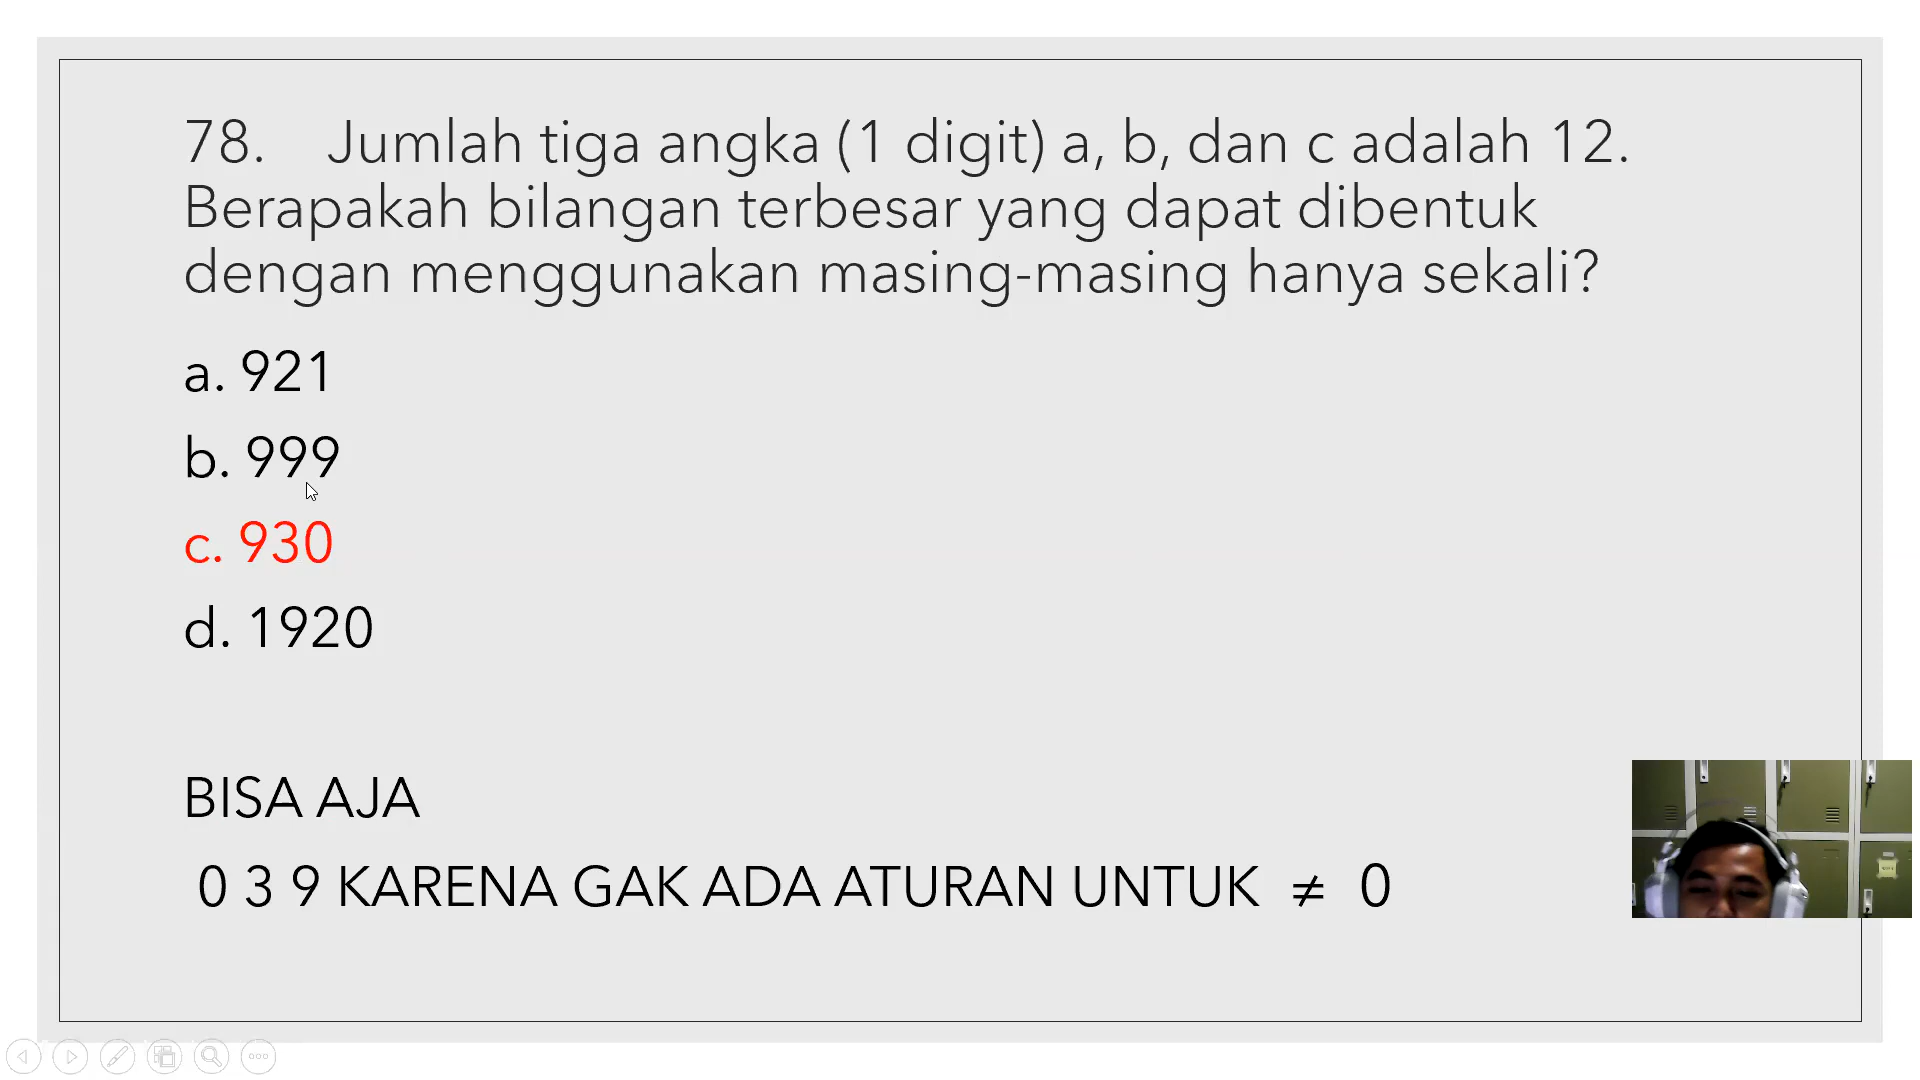 78. Jumlah tiga angka (1 digit) a, b, dan c adalah 12.
Berapakah bilangan terbesar yang dapat dibentuk
dengan menggunakan masing-masing hanya sekali?
a. 921
b. 999
c. 930
d. 1920
BISA AJA
0 3 9 KARENA GAK ADA ATURAN UNTUK ≠ 0